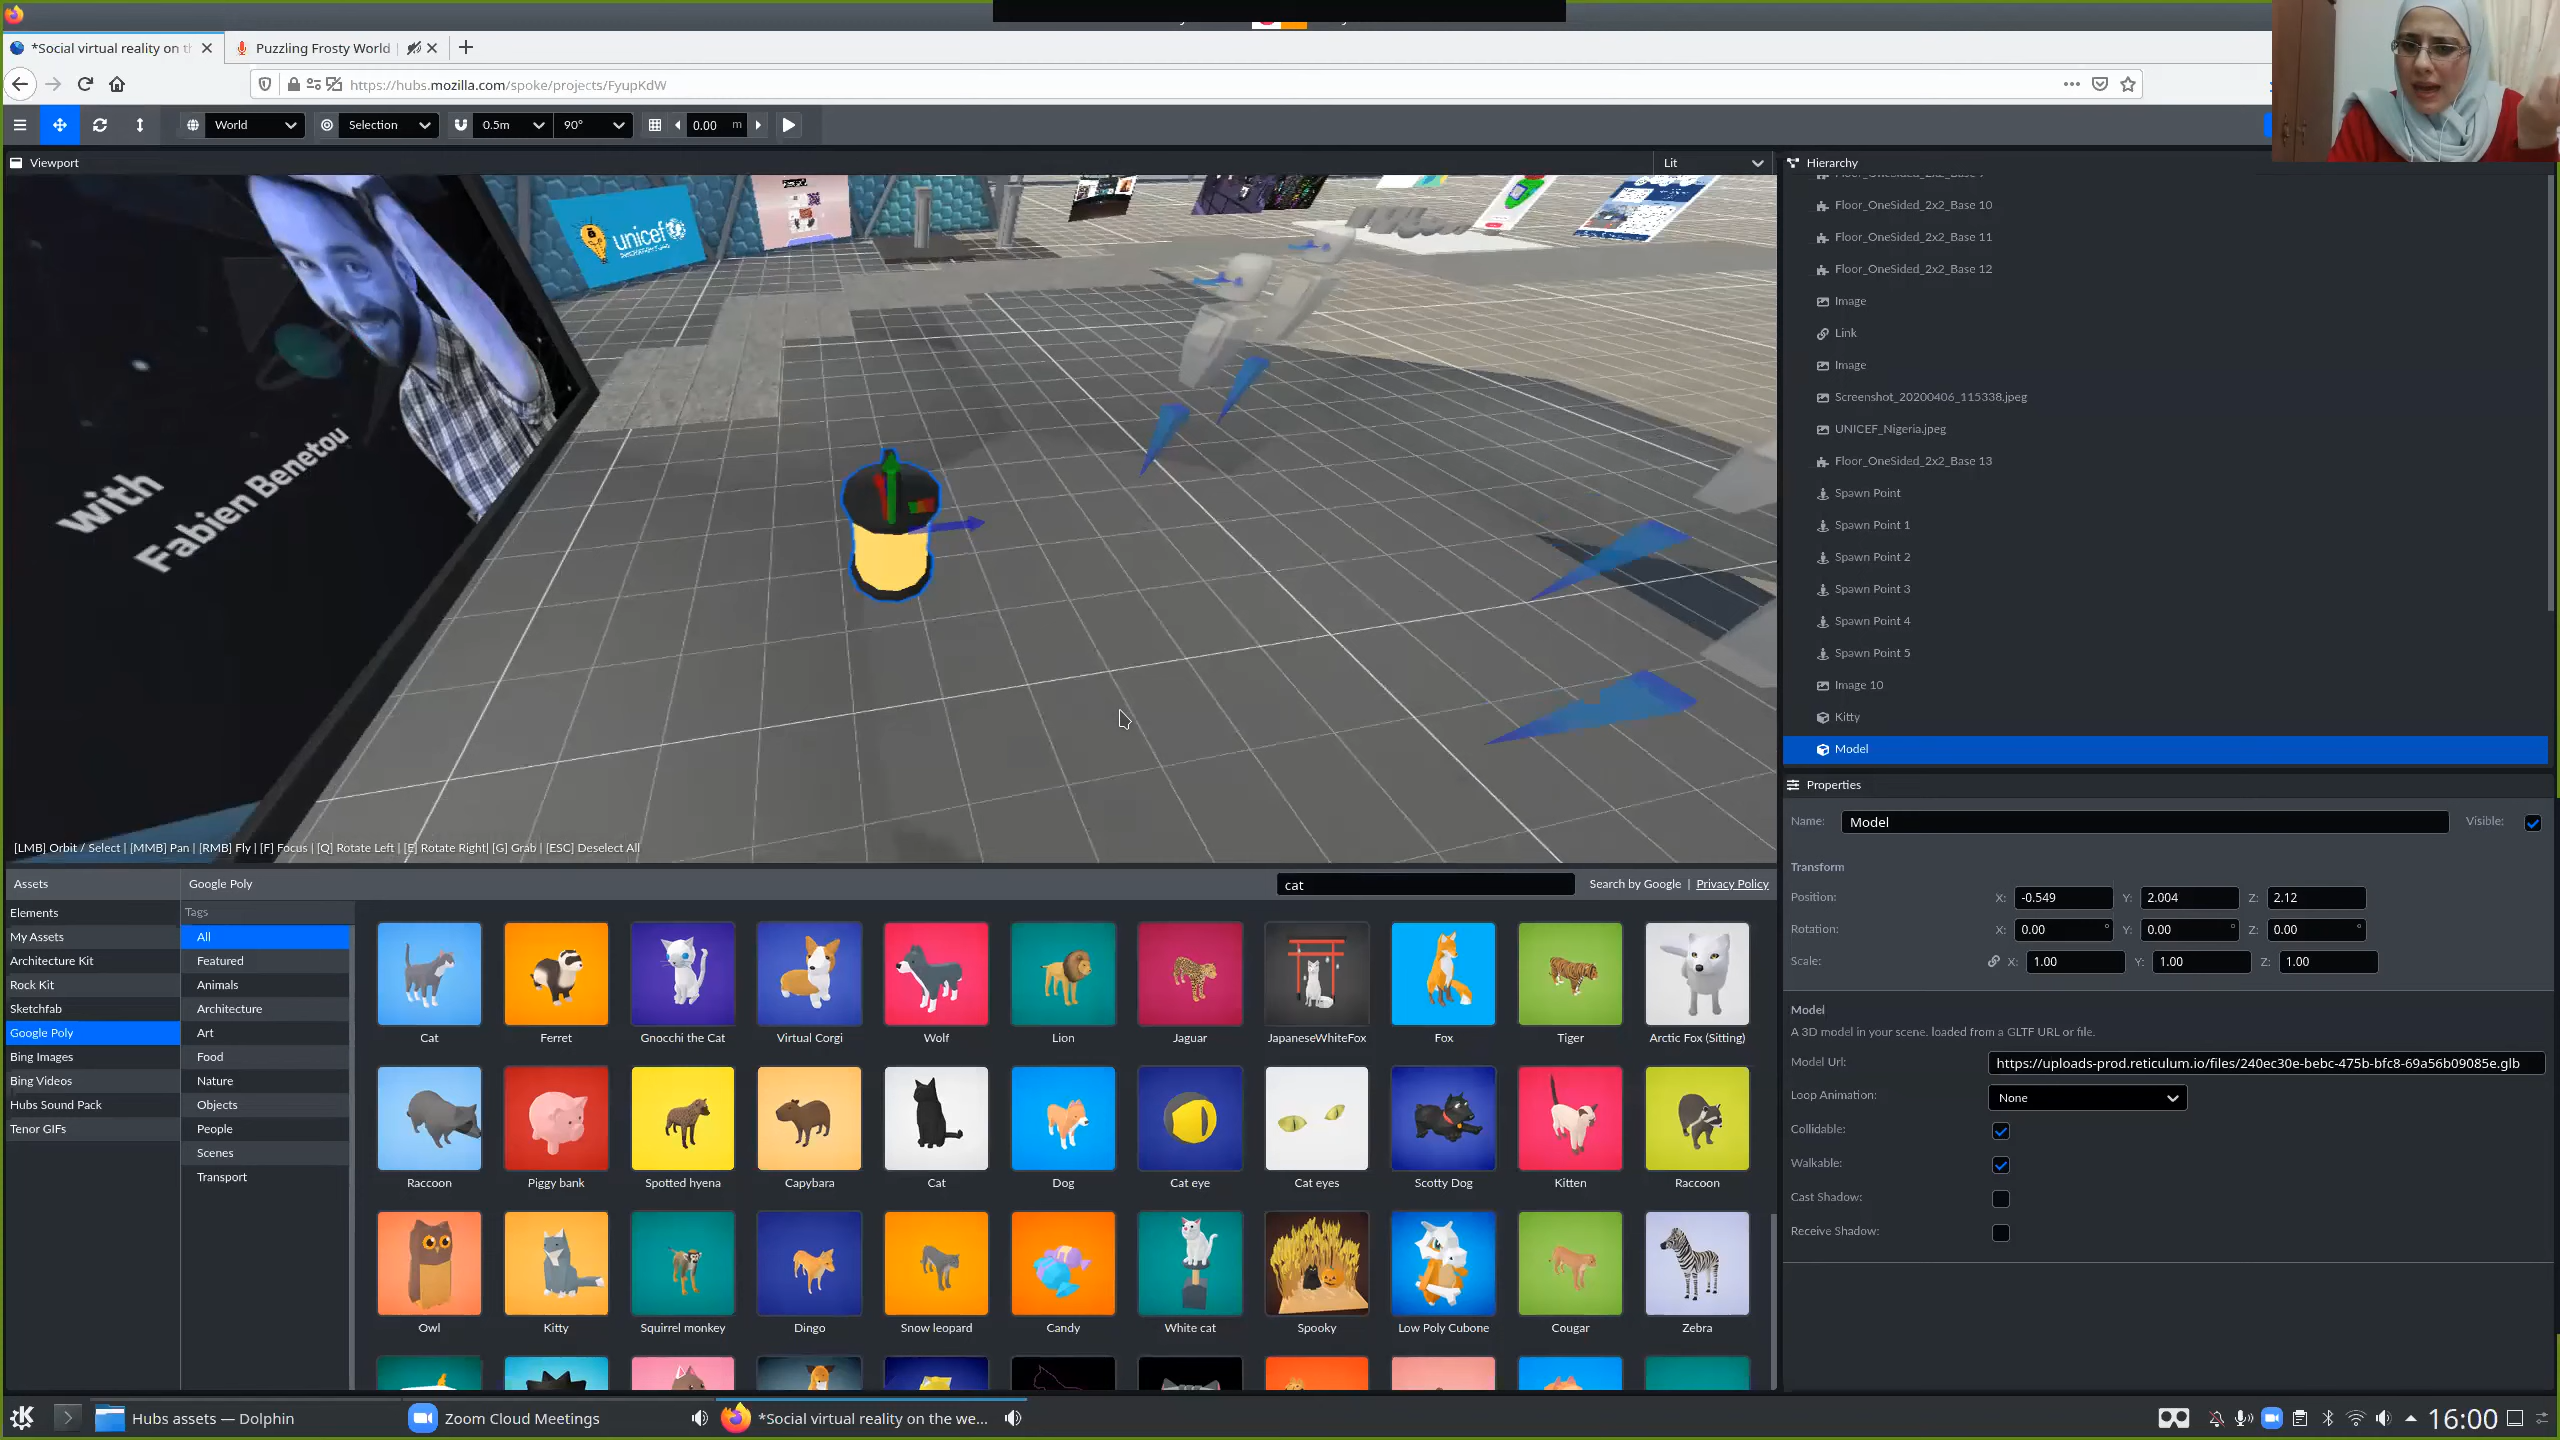 *Social virtual reality on th
Puzzling Frosty World
https://hubs.mozilla.com/spoke/projects/FyupKdW
World
Selection
0.5m
90°
0.00 m
Viewport
Lit
unicef
with
Fabien Benetou
[LMB] Orbit / Select | [MMB] Pan | [RMB] Fly | [F] Focus | [Q] Rotate Left | [E] Rotate Right| [G] Grab | [ESC] Deselect All
Hierarchy
Floor_OneSided_2x2_Base 9
Floor_OneSided_2x2_Base 10
Floor_OneSided_2x2_Base 11
Floor_OneSided_2x2_Base 12
Image
Link
Image
Screenshot_20200406_115338.jpeg
UNICEF_Nigeria.jpeg
Floor_OneSided_2x2_Base 13
Spawn Point
Spawn Point 1
Spawn Point 2
Spawn Point 3
Spawn Point 4
Spawn Point 5
Image 10
Kitty
Model
Properties
Name: Model Visible:
Transform
Position: X: -0.549 Y: 2.004 Z: 2.12
Rotation: X: 0.00 ° Y: 0.00 ° Z: 0.00 °
Scale: X: 1.00 Y: 1.00 Z: 1.00
Model
A 3D model in your scene. loaded from a GLTF URL or file.
Model Url: https://uploads-prod.reticulum.io/files/240ec30e-bebc-475b-bfc8-69a56b09085e.glb
Loop Animation: None
Collidable:
Walkable:
Cast Shadow:
Receive Shadow:
Assets
Elements
My Assets
Architecture Kit
Rock Kit
Sketchfab
Google Poly
Bing Images
Bing Videos
Hubs Sound Pack
Tenor GIFs
Google Poly
cat
Search by Google | Privacy Policy
Tags
All
Featured
Animals
Architecture
Art
Food
Nature
Objects
People
Scenes
Transport
Cat Ferret Gnocchi the Cat Virtual Corgi Wolf Lion Jaguar JapaneseWhiteFox Fox Tiger Arctic Fox (Sitting)
Raccoon Piggy bank Spotted hyena Capybara Cat Dog Cat eye Cat eyes Scotty Dog Kitten Raccoon
Owl Kitty Squirrel monkey Dingo Snow leopard Candy White cat Spooky Low Poly Cubone Cougar Zebra
Hubs assets — Dolphin
Zoom Cloud Meetings
*Social virtual reality on the we...
16:00